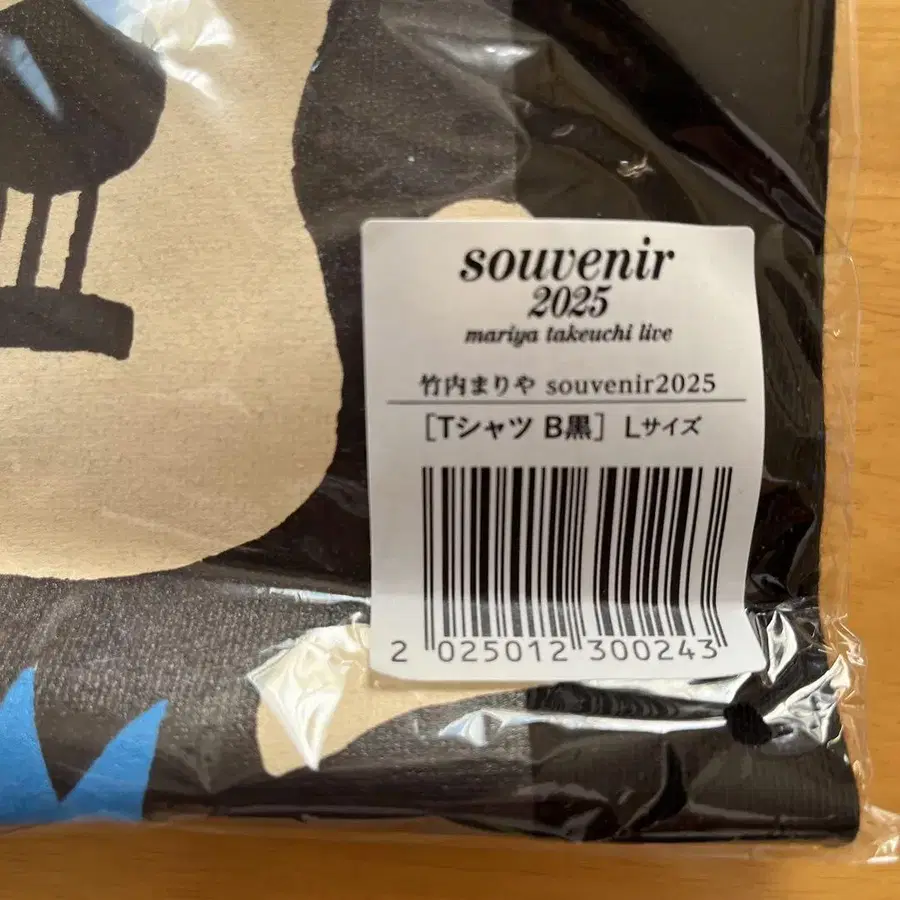 souvenir
2025
mariya takeuchi live
竹内まりや souvenir2025
[Tシャツ B黒] Lサイズ
2 025012 300243